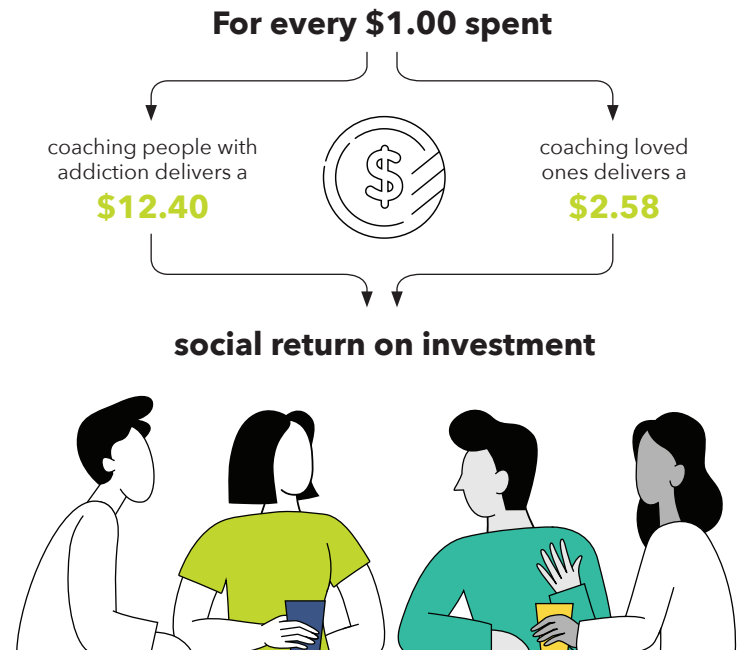 For every $1.00 spent
coaching people with
addiction delivers a
$12.40
$
coaching loved
ones delivers a
$2.58
social return on investment